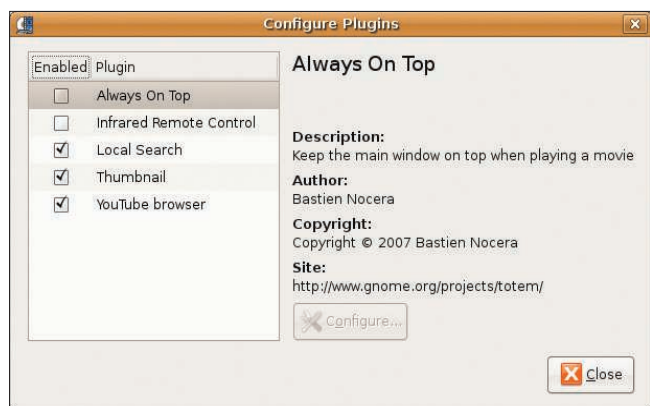 Configure Plugins
Enabled Plugin
Always On Top
Infrared Remote Control
Local Search
Thumbnail
YouTube browser
Always On Top
Description:
Keep the main window on top when playing a movie
Author:
Bastien Nocera
Copyright:
Copyright © 2007 Bastien Nocera
Site:
http://www.gnome.org/projects/totem/
Configure...
Close